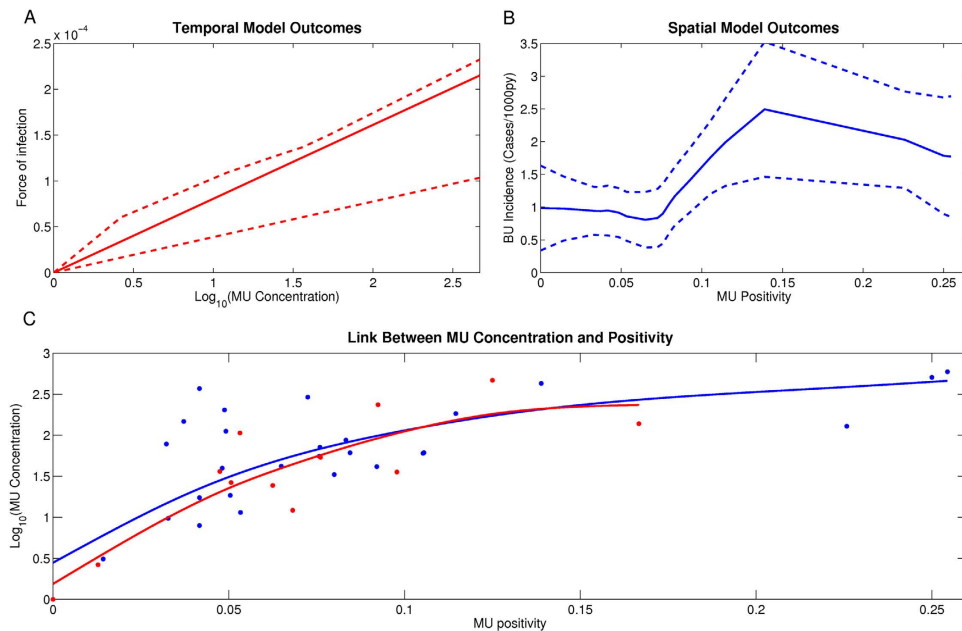 A
Temporal Model Outcomes
2.5 x 10⁻⁴
2
1.5
1
0.5
0
Force of infection
0 0.5 1 1.5 2 2.5
Log₁₀(MU Concentration)
B
Spatial Model Outcomes
3.5
3
2.5
2
1.5
1
0.5
0
BU Incidence (Cases/1000py)
0 0.05 0.1 0.15 0.2 0.25
MU Positivity
C
Link Between MU Concentration and Positivity
3
2.5
2
1.5
1
0.5
0
Log₁₀(MU Concentration)
0 0.05 0.1 0.15 0.2 0.25
MU positivity